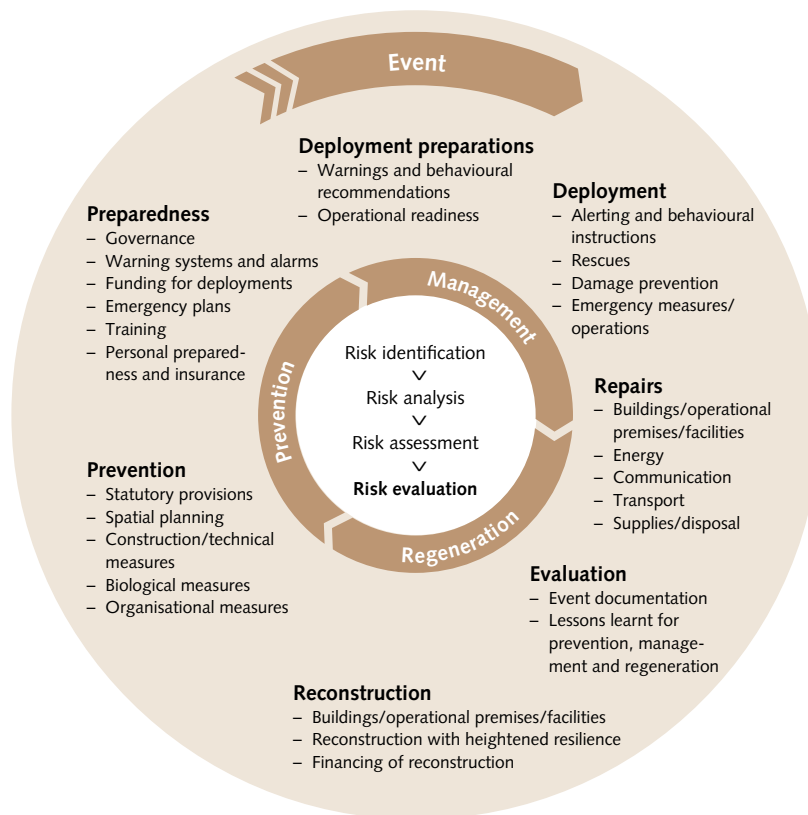 Event
Deployment preparations
– Warnings and behavioural
recommendations
– Operational readiness
Deployment
– Alerting and behavioural
instructions
– Rescues
– Damage prevention
– Emergency measures/
operations
Preparedness
– Governance
– Warning systems and alarms
– Funding for deployments
– Emergency plans
– Training
– Personal prepared-
ness and insurance
Management
Prevention
Regeneration
Risk identification
Risk analysis
Risk assessment
Risk evaluation
Repairs
– Buildings/operational
premises/facilities
– Energy
– Communication
– Transport
– Supplies/disposal
Prevention
– Statutory provisions
– Spatial planning
– Construction/technical
measures
– Biological measures
– Organisational measures
Evaluation
– Event documentation
– Lessons learnt for
prevention, manage-
ment and regeneration
Reconstruction
– Buildings/operational premises/facilities
– Reconstruction with heightened resilience
– Financing of reconstruction